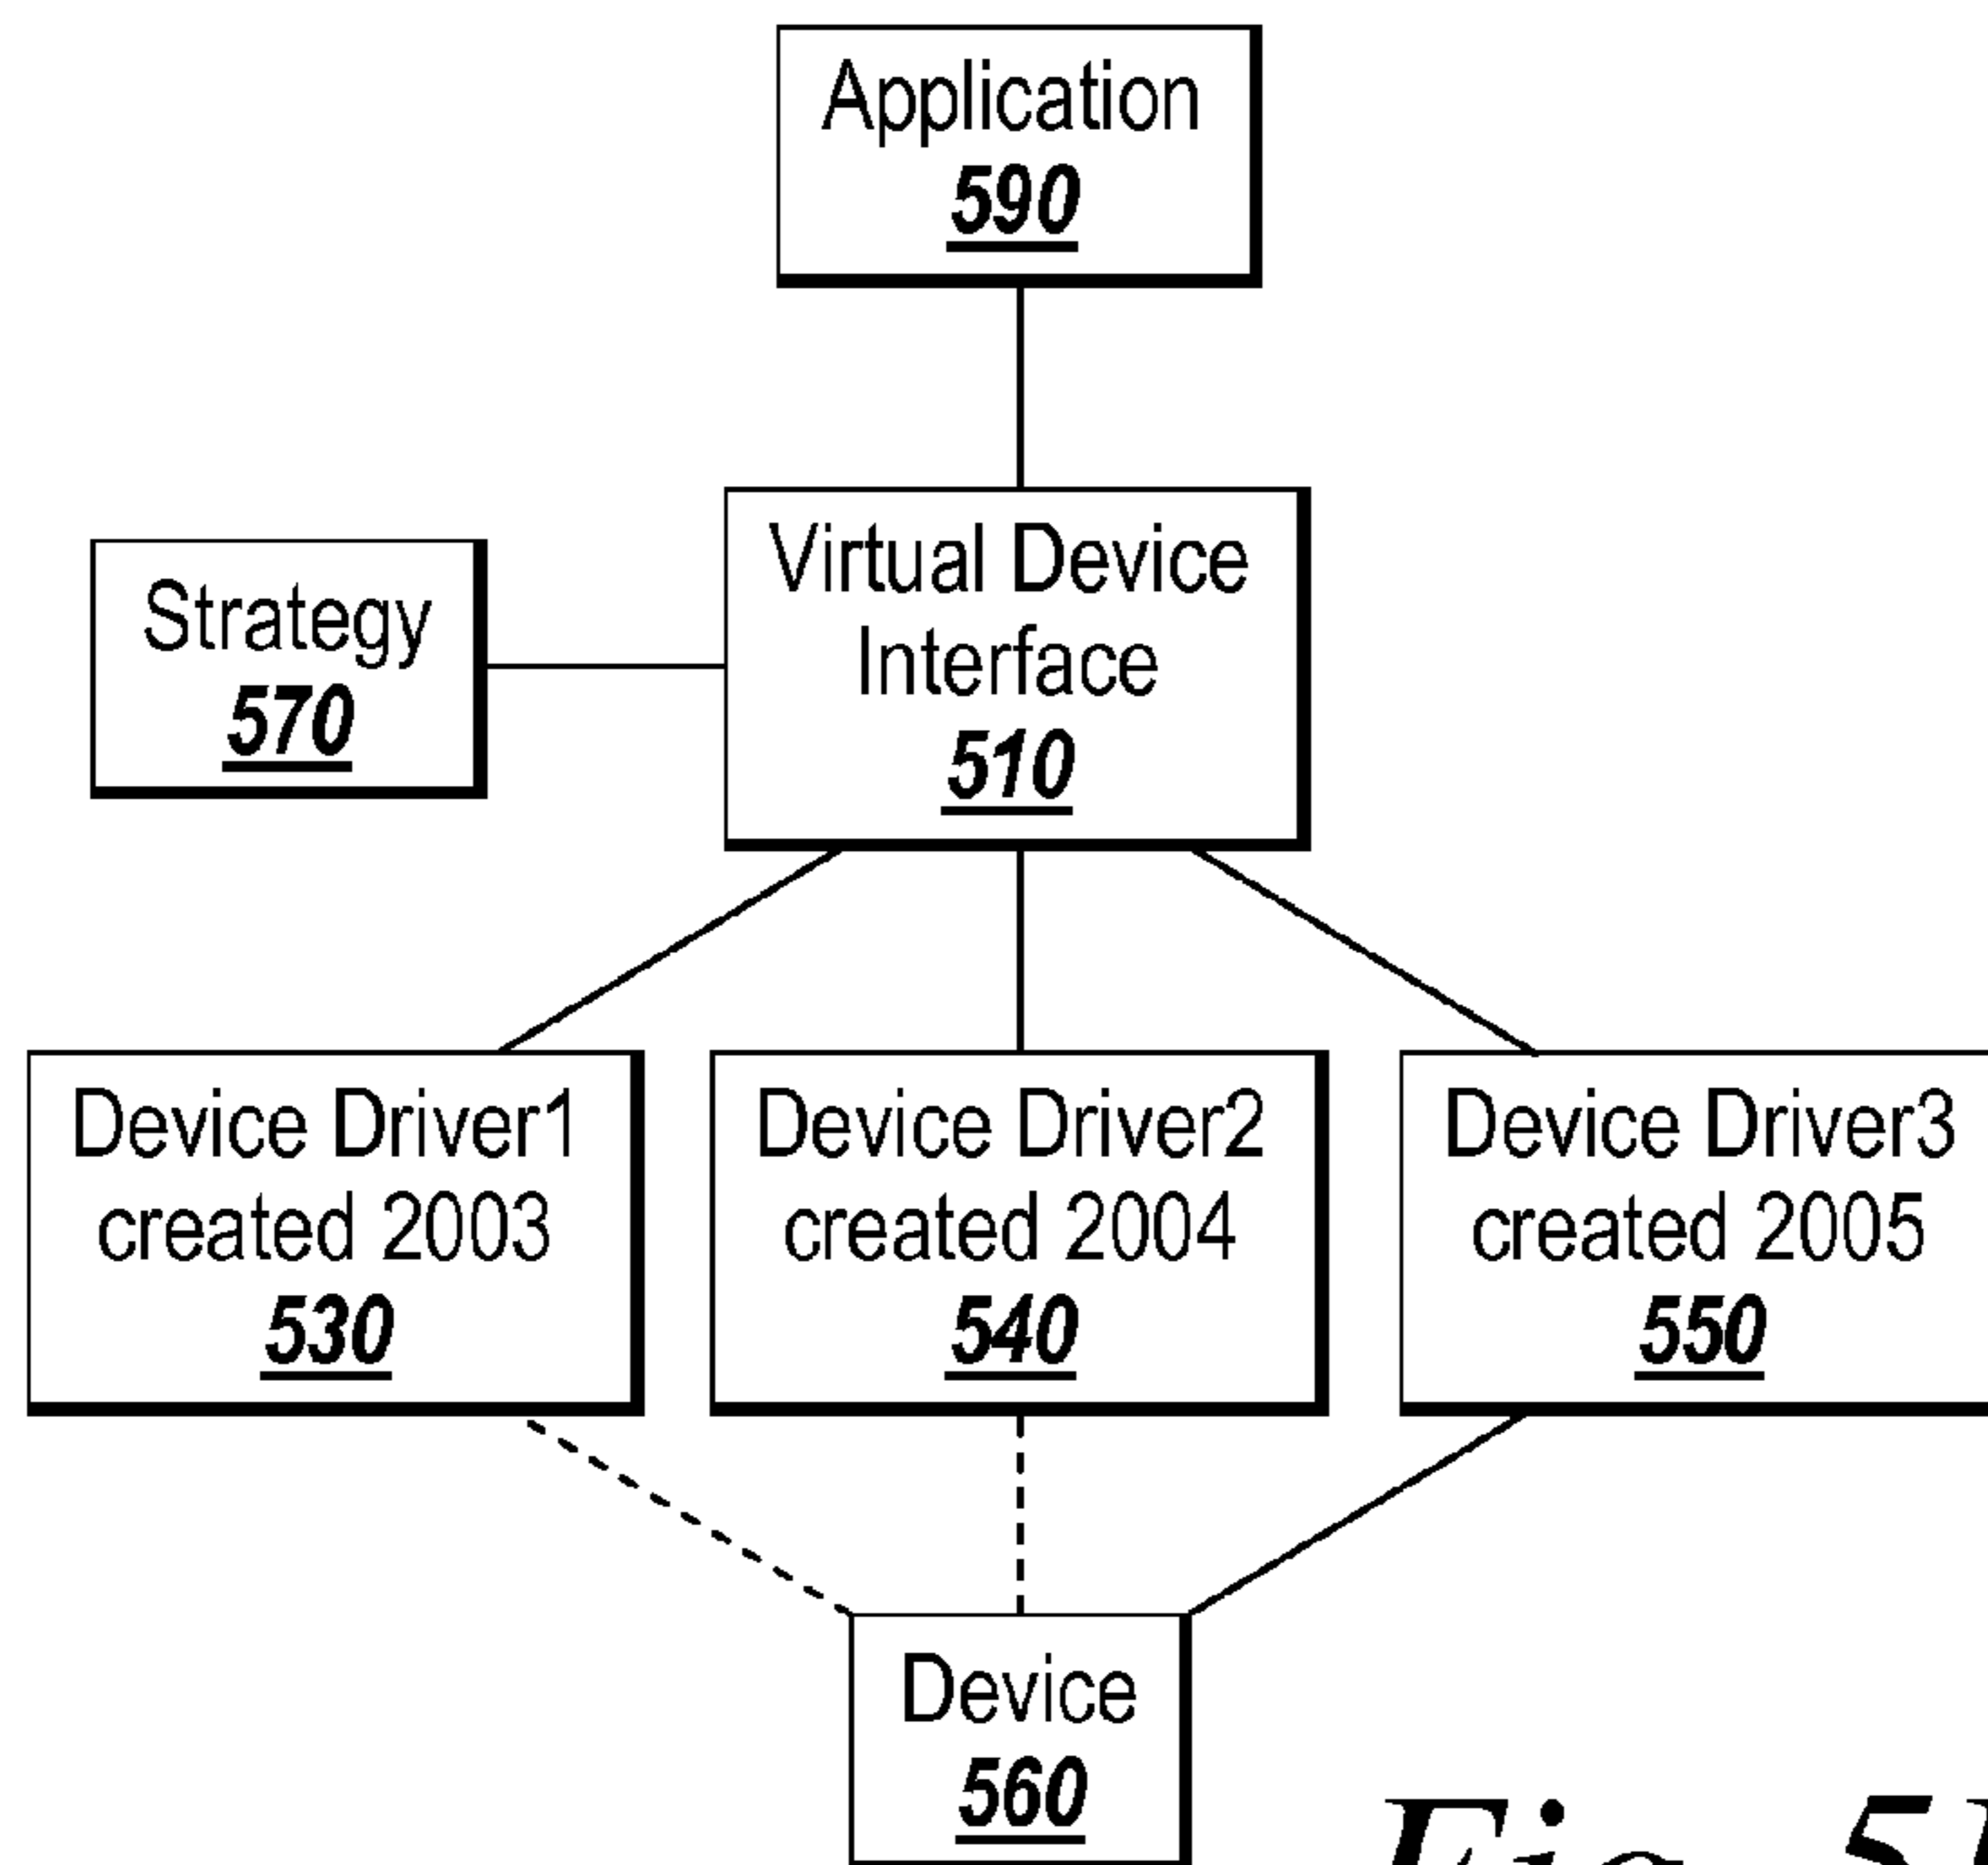 Application
590
Strategy
570
Virtual Device
Interface
510
Device Driver1
created 2003
530
Device Driver2
created 2004
540
Device Driver3
created 2005
550
Device
560